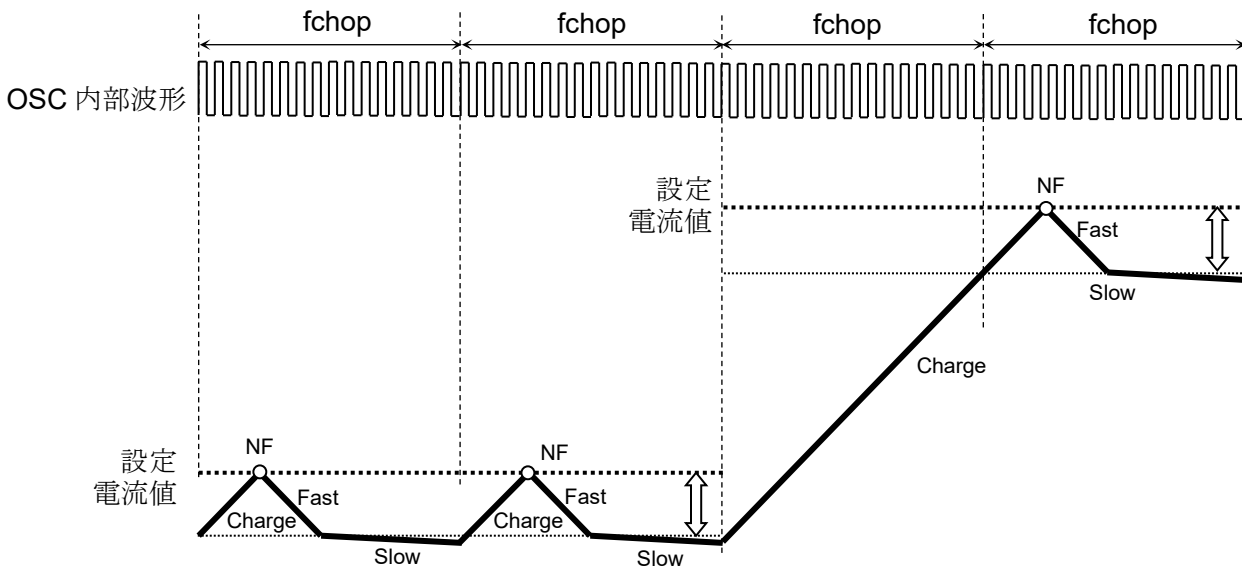 fchop
fchop
fchop
fchop
OSC 内部波形
設定
電流値
NF
Fast
Slow
Charge
設定
電流値
NF
Fast
Charge
Slow
NF
Fast
Charge
Slow